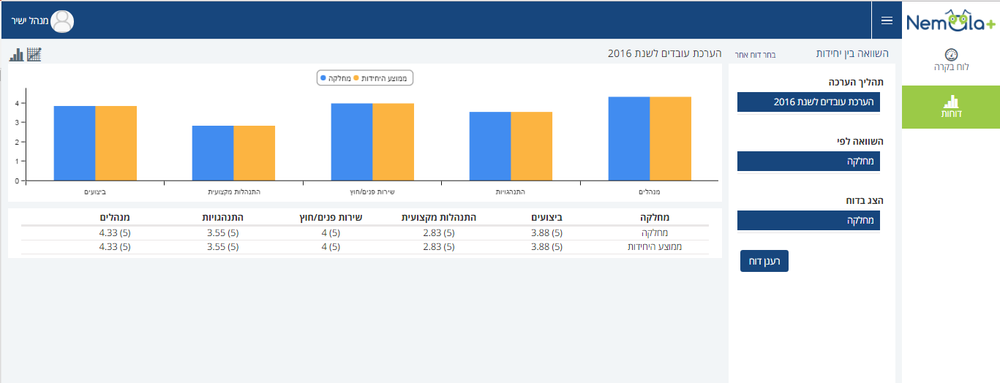 Nemala+
מנהל ישיר
לוח בקרה
דוחות
השוואה בין יחידות
בחר דוח אחר
הערכת עובדים לשנת 2016
תהליך הערכה
הערכת עובדים לשנת 2016
השוואה לפי
מחלקה
הצג בדוח
מחלקה
רענן דוח
ממוצע היחידות מחלקה
4
3
2
1
0
מנהלים התנהגויות שירות פנים/חוץ התנהלות מקצועית ביצועים
מחלקה ביצועים התנהלות מקצועית שירות פנים/חוץ התנהגויות מנהלים
מחלקה 3.88 (5) 2.83 (5) 4 (5) 3.55 (5) 4.33 (5)
ממוצע היחידות 3.88 (5) 2.83 (5) 4 (5) 3.55 (5) 4.33 (5)